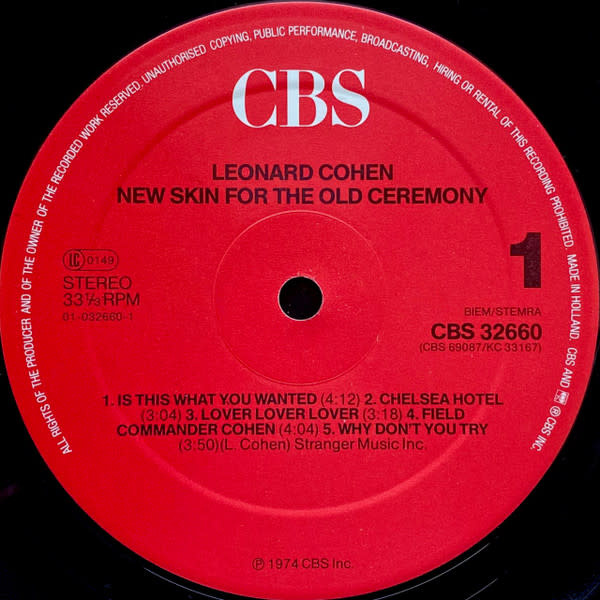 ALL RIGHTS OF THE PRODUCER AND OF THE OWNER OF THE RECORDED WORK RESERVED. UNAUTHORISED COPYING, PUBLIC PERFORMANCE, BROADCASTING, HIRING OR RENTAL OF THIS RECORDING PROHIBITED. MADE IN HOLLAND. CBS AND ® CBS INC.
CBS
LEONARD COHEN
NEW SKIN FOR THE OLD CEREMONY
LC 0149
1
STEREO
33⅓ RPM
01-032660-1
BIEM/STEMRA
CBS 32660
(CBS 69087/KC 33167)
1. IS THIS WHAT YOU WANTED (4:12) 2. CHELSEA HOTEL
(3:04) 3. LOVER LOVER LOVER (3:18) 4. FIELD
COMMANDER COHEN (4:04) 5. WHY DON'T YOU TRY
(3:50)(L. Cohen) Stranger Music Inc.
℗ 1974 CBS Inc.